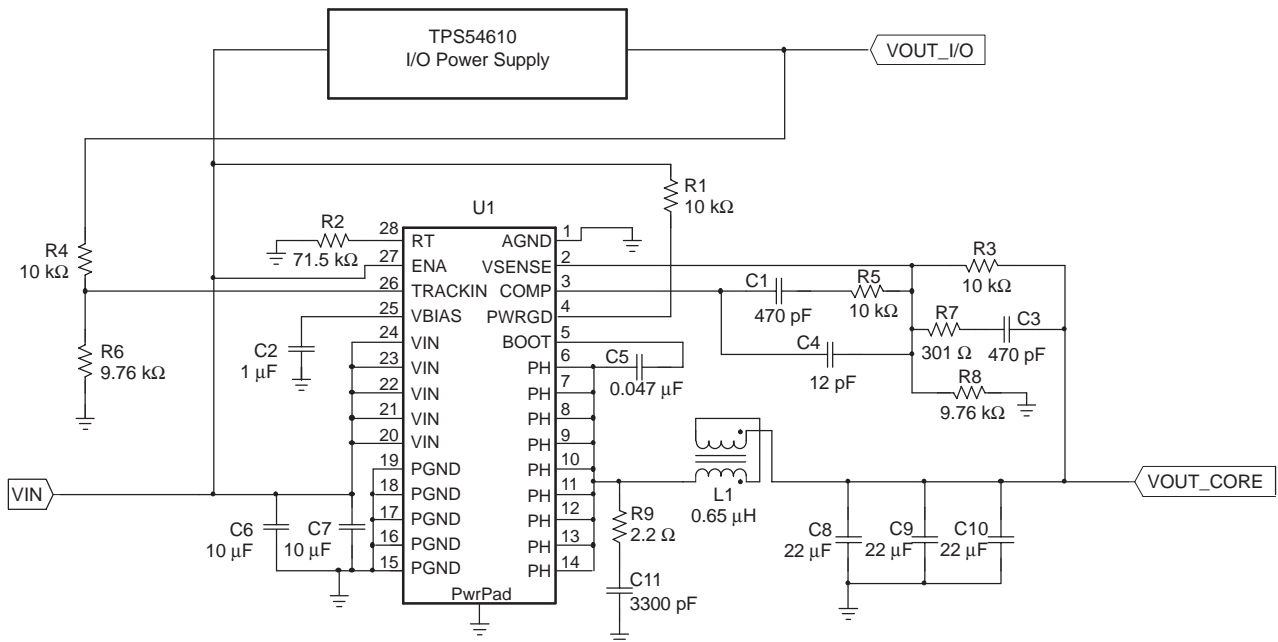 TPS54610
I/O Power Supply
VOUT_I/O
R1
10 kΩ
U1
R2
71.5 kΩ
R4
10 kΩ
R6
9.76 kΩ
C2
1 μF
28
RT
27
ENA
26
TRACKIN
25
VBIAS
24
VIN
23
VIN
22
VIN
21
VIN
20
VIN
19
PGND
18
PGND
17
PGND
16
PGND
15
PGND
1
AGND
2
VSENSE
3
COMP
4
PWRGD
5
BOOT
6
PH
7
PH
8
PH
9
PH
10
PH
11
PH
12
PH
13
PH
14
PH
PwrPad
C1
470 pF
R5
10 kΩ
R3
10 kΩ
R7
301 Ω
C3
470 pF
C4
12 pF
R8
9.76 kΩ
C5
0.047 μF
L1
0.65 μH
R9
2.2 Ω
C11
3300 pF
VIN
C6
10 μF
C7
10 μF
C8
22 μF
C9
22 μF
C10
22 μF
VOUT_CORE